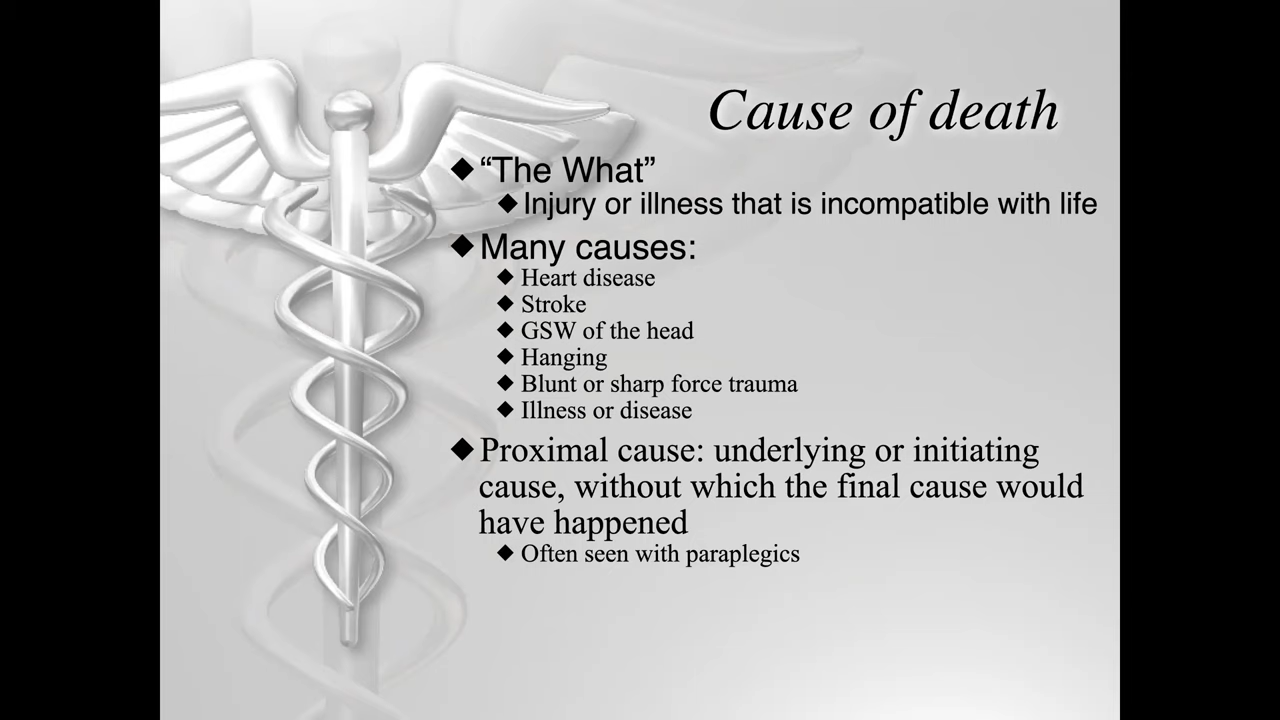 Cause of death
◆“The What”
◆Injury or illness that is incompatible with life
◆Many causes:
◆ Heart disease
◆ Stroke
◆ GSW of the head
◆ Hanging
◆ Blunt or sharp force trauma
◆ Illness or disease
◆Proximal cause: underlying or initiating
cause, without which the final cause would
have happened
◆ Often seen with paraplegics